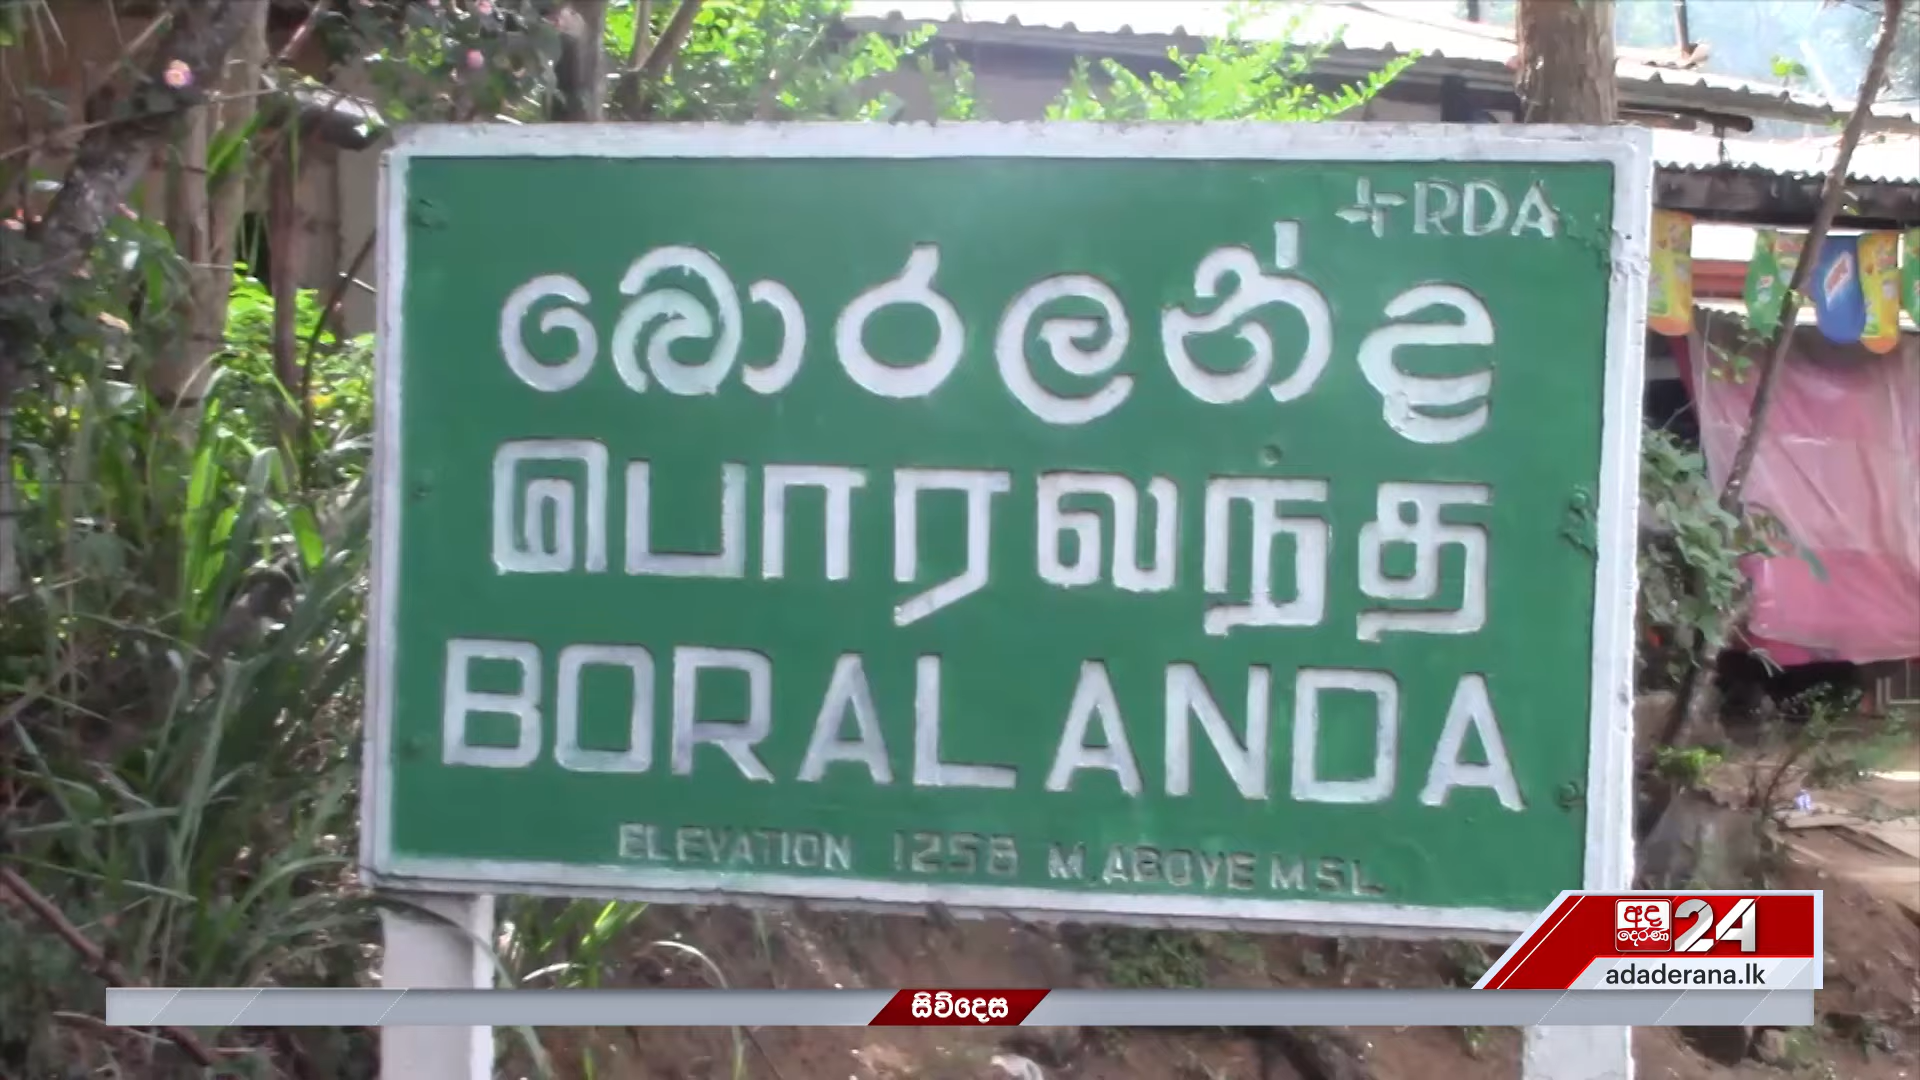 RDA
බොරලන්ද
பொரலந்த
BORALANDA
ELEVATION 1258 M. ABOVE MSL
අද
දෙරණ 24
adaderana.lk
සිව්දෙස